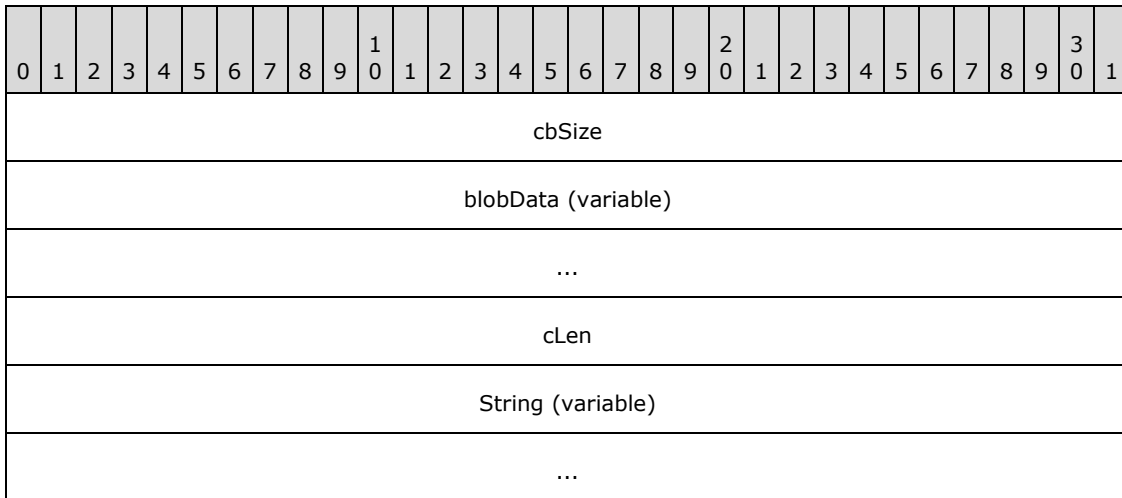 0 1 2 3 4 5 6 7 8 9 1 0 1 2 3 4 5 6 7 8 9 2 0 1 2 3 4 5 6 7 8 9 3 0 1
cbSize
blobData (variable)
...
cLen
String (variable)
...